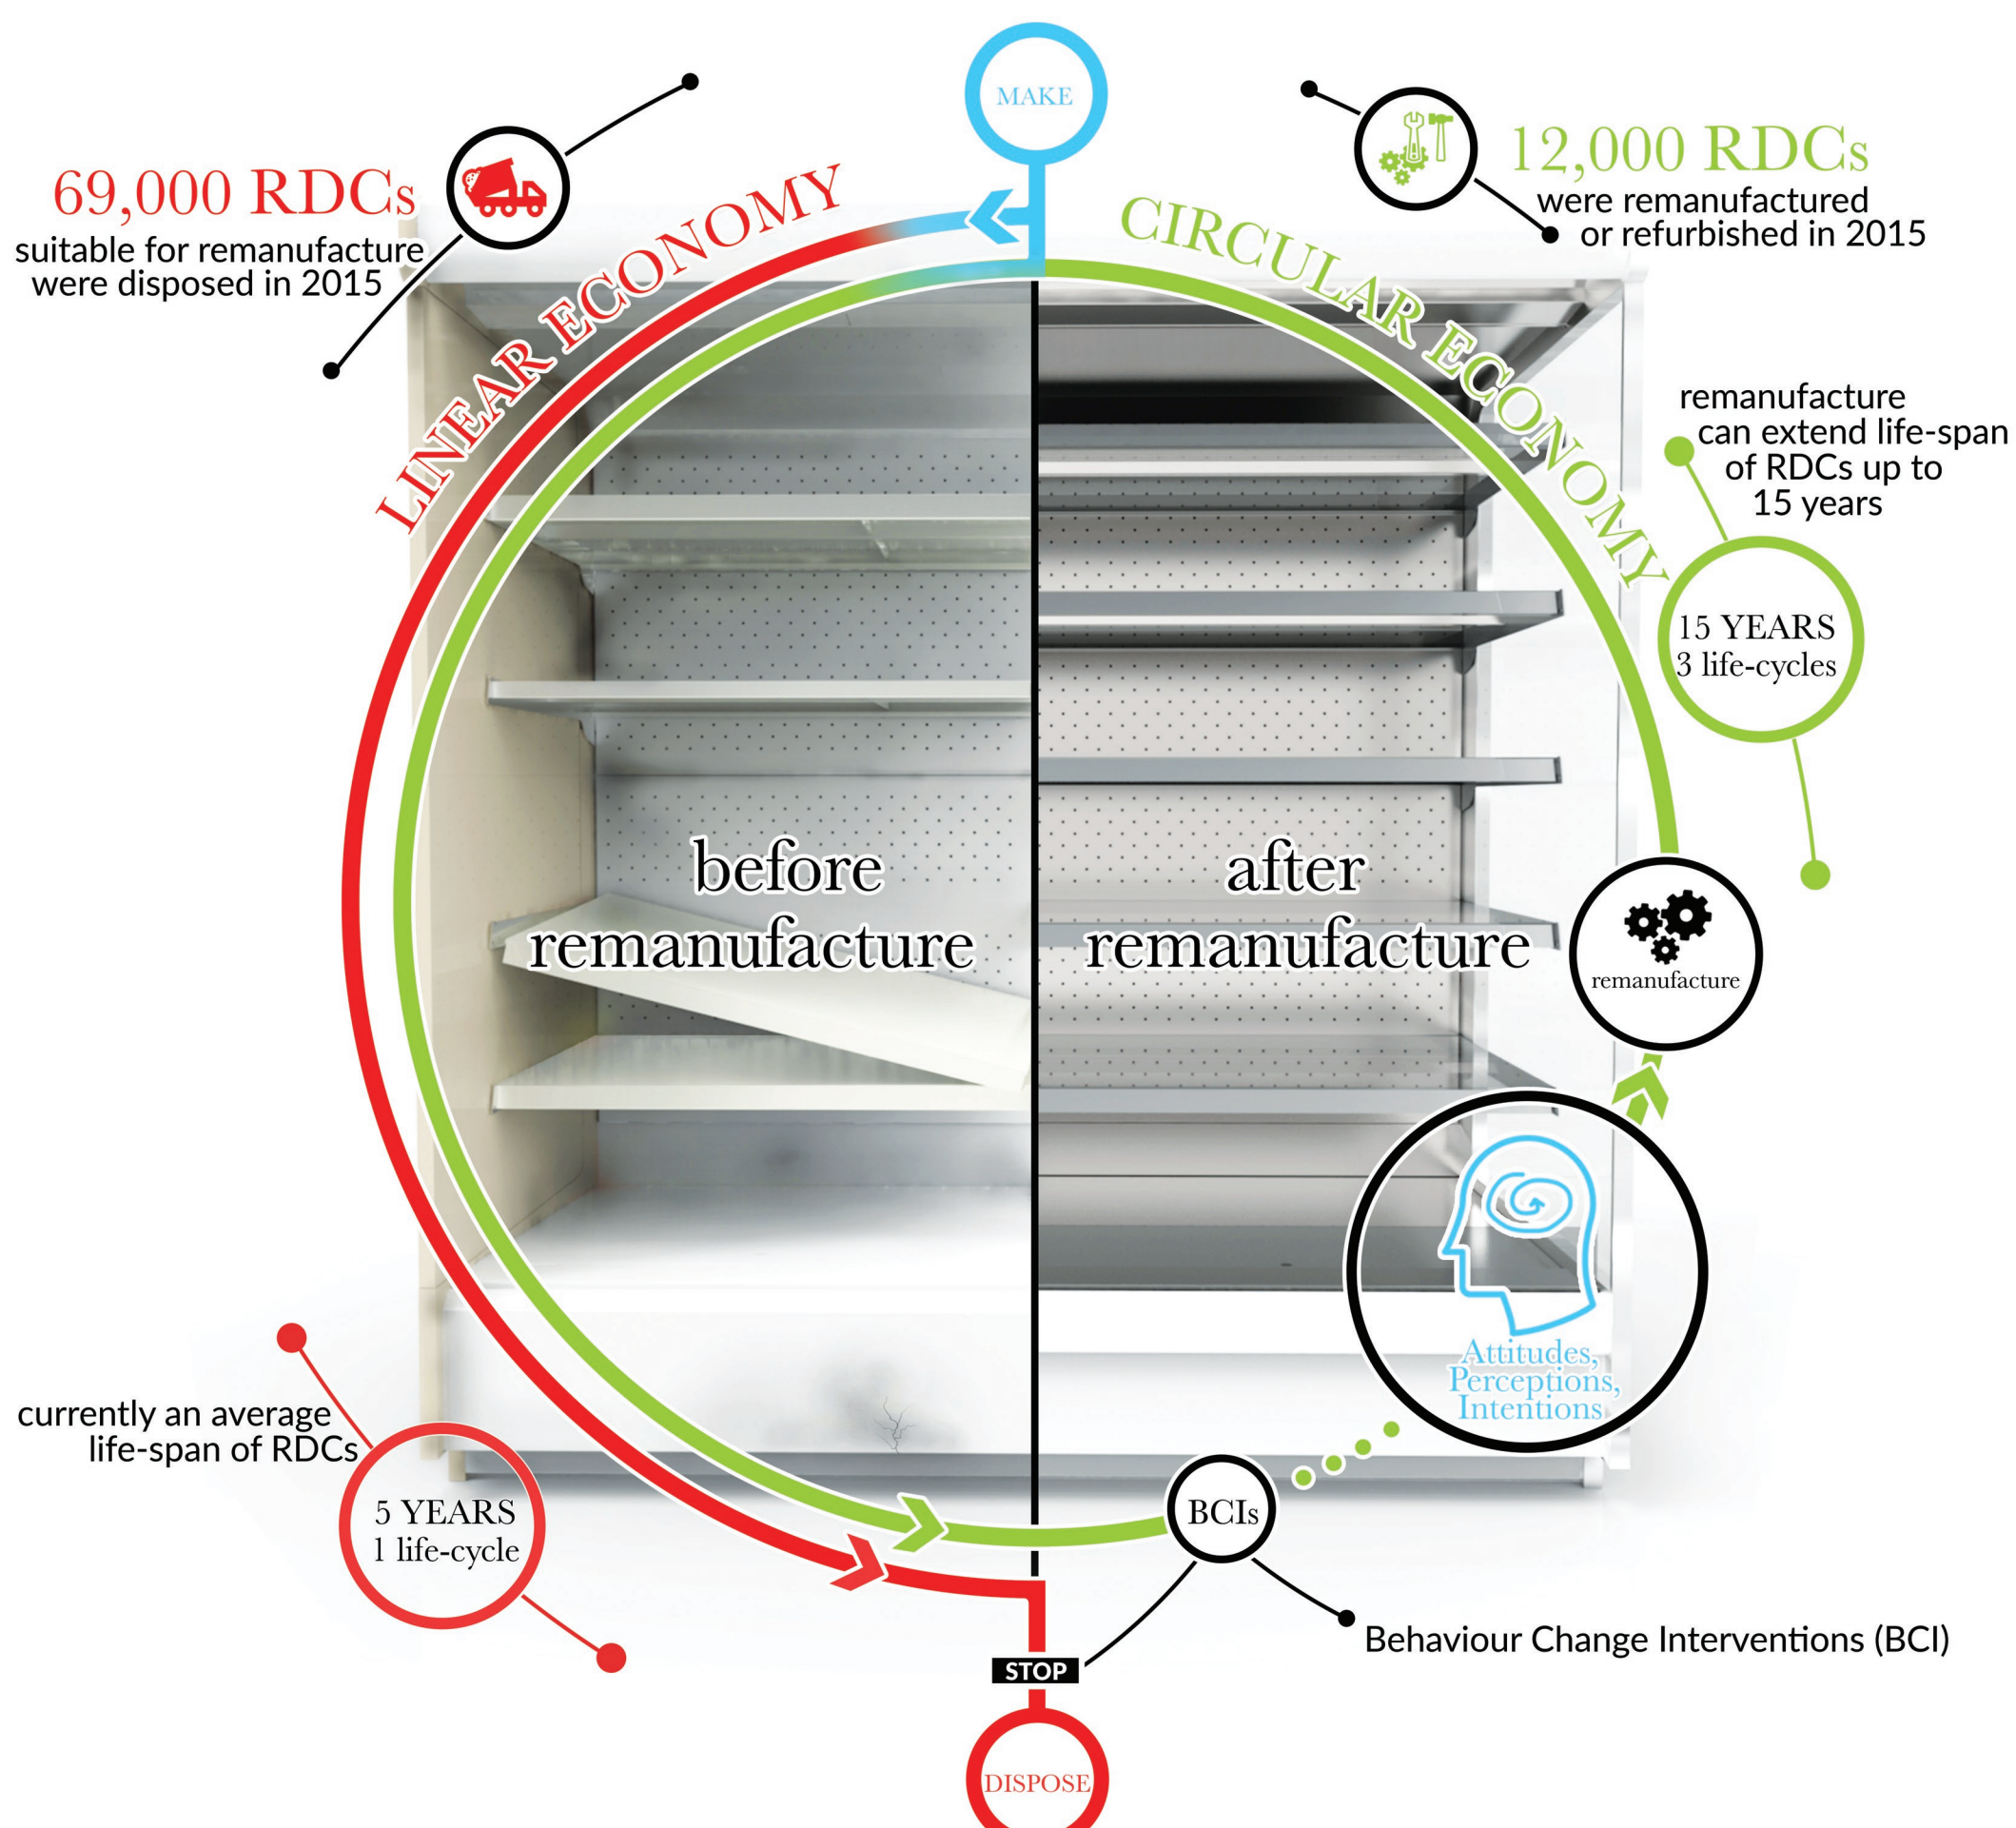 MAKE
69,000 RDCs
suitable for remanufacture
were disposed in 2015
12,000 RDCs
were remanufactured
or refurbished in 2015
LINEAR ECONOMY
CIRCULAR ECONOMY
remanufacture
can extend life-span
of RDCs up to
15 years
15 YEARS
3 life-cycles
before
remanufacture
after
remanufacture
remanufacture
Attitudes,
Perceptions,
Intentions
currently an average
life-span of RDCs
5 YEARS
1 life-cycle
BCIs
Behaviour Change Interventions (BCI)
STOP
DISPOSE